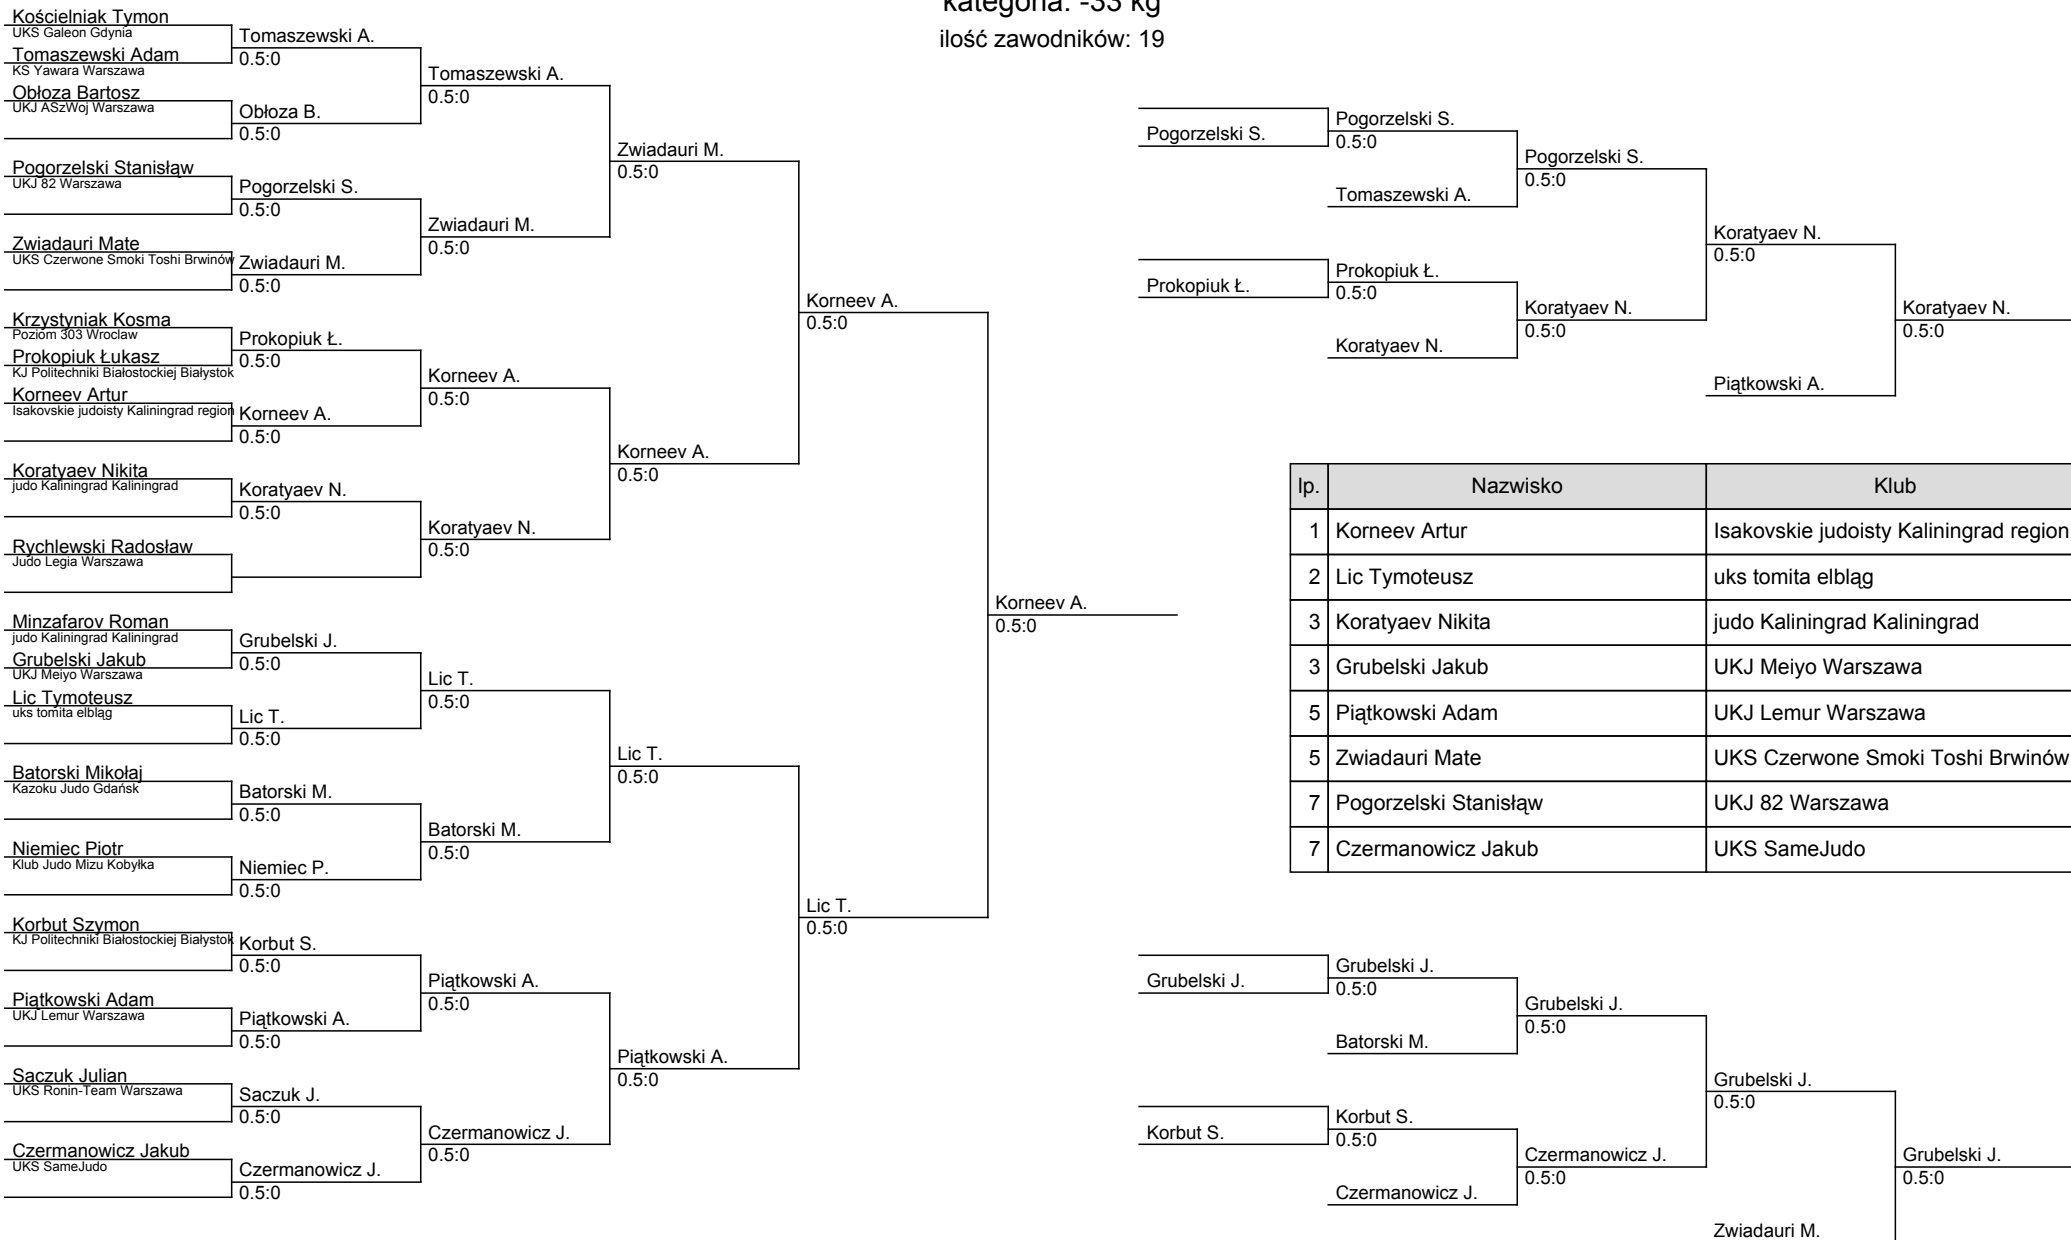 kategoria: -33 kg
ilość zawodników: 19
Kościelniak Tymon
UKS Galeon Gdynia
Tomaszewski Adam
KS Yawara Warszawa
Obłoza Bartosz
UKJ ASzWoj Warszawa
Pogorzelski Stanisłąw
UKJ 82 Warszawa
Zwiadauri Mate
UKS Czerwone Smoki Toshi Brwinów
Krzystyniak Kosma
Poziom 303 Wroclaw
Prokopiuk Łukasz
KJ Politechniki Białostockiej Białystok
Korneev Artur
Isakovskie judoisty Kaliningrad region
Koratyaev Nikita
judo Kaliningrad Kaliningrad
Rychlewski Radosław
Judo Legia Warszawa
Minzafarov Roman
judo Kaliningrad Kaliningrad
Grubelski Jakub
UKJ Meiyo Warszawa
Lic Tymoteusz
uks tomita elbląg
Batorski Mikołaj
Kazoku Judo Gdańsk
Niemiec Piotr
Klub Judo Mizu Kobyłka
Korbut Szymon
KJ Politechniki Białostockiej Białystok
Piątkowski Adam
UKJ Lemur Warszawa
Saczuk Julian
UKS Ronin-Team Warszawa
Czermanowicz Jakub
UKS SameJudo
Tomaszewski A.
0.5:0
Obłoza B.
0.5:0
Pogorzelski S.
0.5:0
Zwiadauri M.
0.5:0
Prokopiuk Ł.
0.5:0
Korneev A.
0.5:0
Koratyaev N.
0.5:0
Grubelski J.
0.5:0
Lic T.
0.5:0
Batorski M.
0.5:0
Niemiec P.
0.5:0
Korbut S.
0.5:0
Piątkowski A.
0.5:0
Saczuk J.
0.5:0
Czermanowicz J.
0.5:0
Tomaszewski A.
0.5:0
Zwiadauri M.
0.5:0
Korneev A.
0.5:0
Koratyaev N.
0.5:0
Lic T.
0.5:0
Batorski M.
0.5:0
Piątkowski A.
0.5:0
Czermanowicz J.
0.5:0
Zwiadauri M.
0.5:0
Korneev A.
0.5:0
Lic T.
0.5:0
Piątkowski A.
0.5:0
Korneev A.
0.5:0
Lic T.
0.5:0
Korneev A.
0.5:0
Pogorzelski S.
Prokopiuk Ł.
Pogorzelski S.
0.5:0
Tomaszewski A.
Prokopiuk Ł.
0.5:0
Koratyaev N.
Pogorzelski S.
0.5:0
Koratyaev N.
0.5:0
Koratyaev N.
0.5:0
Piątkowski A.
Koratyaev N.
0.5:0
lp. Nazwisko Klub
1 Korneev Artur Isakovskie judoisty Kaliningrad region
2 Lic Tymoteusz uks tomita elbląg
3 Koratyaev Nikita judo Kaliningrad Kaliningrad
3 Grubelski Jakub UKJ Meiyo Warszawa
5 Piątkowski Adam UKJ Lemur Warszawa
5 Zwiadauri Mate UKS Czerwone Smoki Toshi Brwinów
7 Pogorzelski Stanisłąw UKJ 82 Warszawa
7 Czermanowicz Jakub UKS SameJudo
Grubelski J.
Korbut S.
Grubelski J.
0.5:0
Batorski M.
Korbut S.
0.5:0
Czermanowicz J.
Grubelski J.
0.5:0
Czermanowicz J.
0.5:0
Grubelski J.
0.5:0
Zwiadauri M.
Grubelski J.
0.5:0